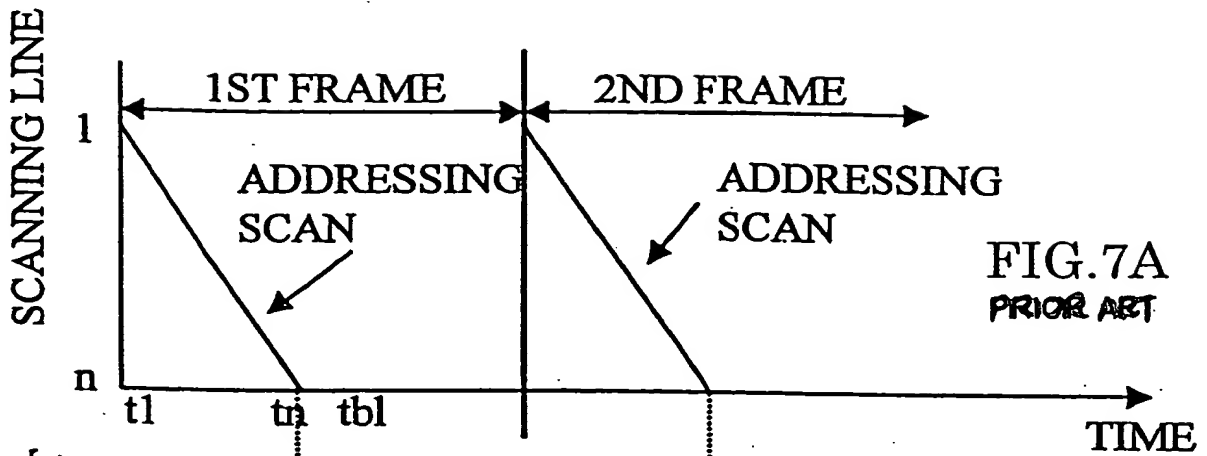 SCANNING LINE
1ST FRAME
2ND FRAME
1
ADDRESSING
SCAN
ADDRESSING
SCAN
FIG.7A
PRIOR ART
n
t1
tn
tbl
TIME